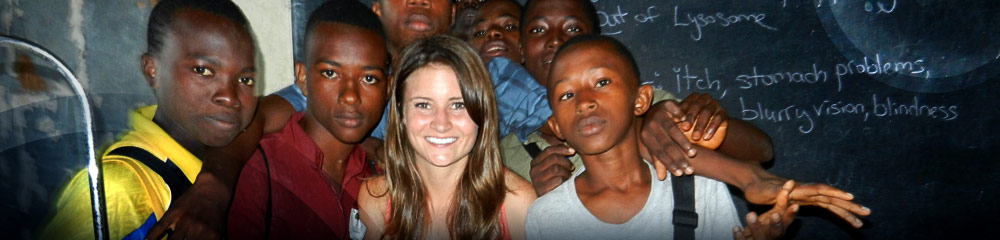 out of Lysosome
itch, stomach problems,
blurry vision, blindness